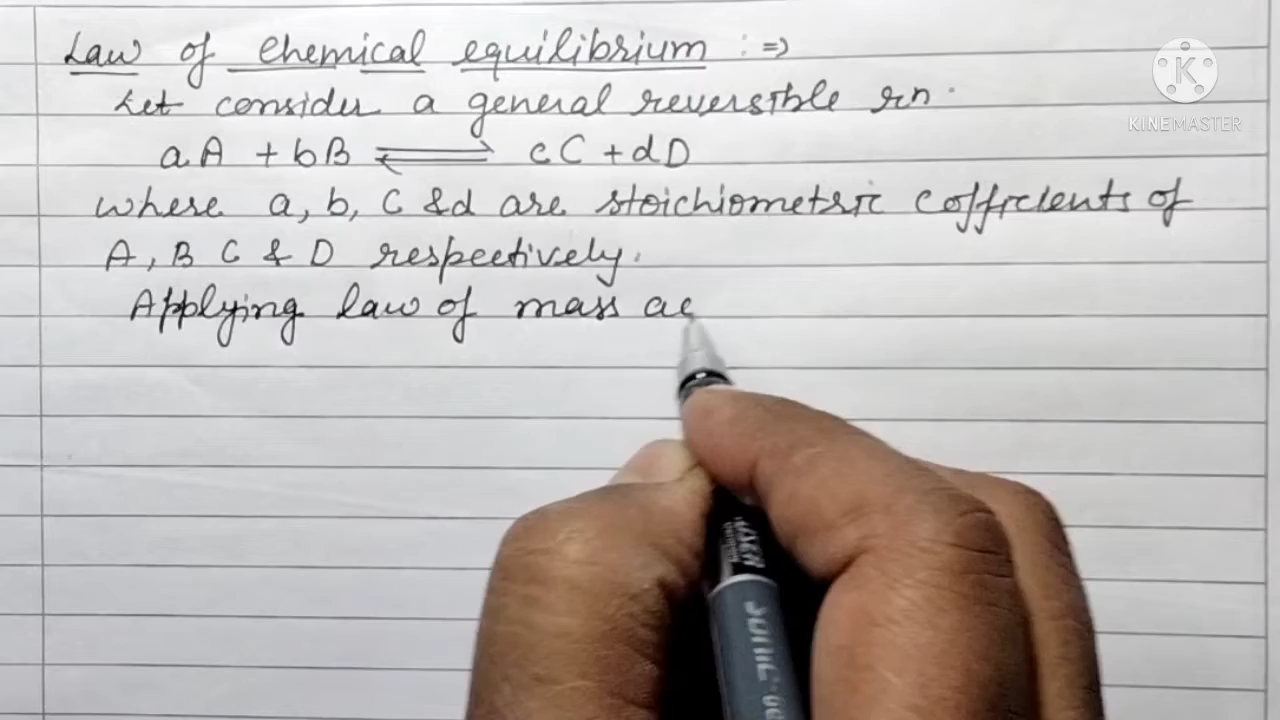 Law of chemical equilibrium :⇒
Let consider a general reversible rn.
aA + bB ⇌ cC + dD
where a, b, c & d are stoichiometric cofficients of
A, B C & D respectively.
Applying law of mass ac
K
KINEMASTER
SONIC